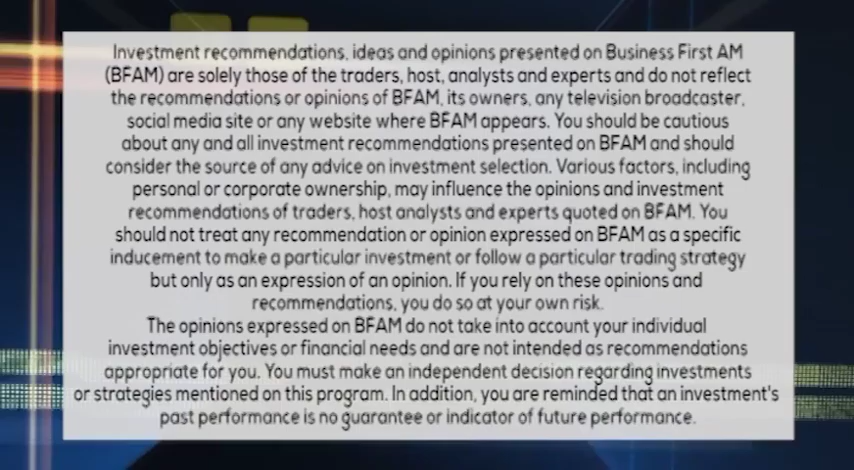 Investment recommendations, ideas and opinions presented on Business First AM
(BFAM) are solely those of the traders, host, analysts and experts and do not reflect
the recommendations or opinions of BFAM, its owners, any television broadcaster,
social media site or any website where BFAM appears. You should be cautious
about any and all investment recommendations presented on BFAM and should
consider the source of any advice on investment selection. Various factors, including
personal or corporate ownership, may influence the opinions and investment
recommendations of traders, host analysts and experts quoted on BFAM. You
should not treat any recommendation or opinion expressed on BFAM as a specific
inducement to make a particular investment or follow a particular trading strategy
but only as an expression of an opinion. If you rely on these opinions and
recommendations, you do so at your own risk.
The opinions expressed on BFAM do not take into account your individual
investment objectives or financial needs and are not intended as recommendations
appropriate for you. You must make an independent decision regarding investments
or strategies mentioned on this program. In addition, you are reminded that an investment's
past performance is no guarantee or indicator of future performance.